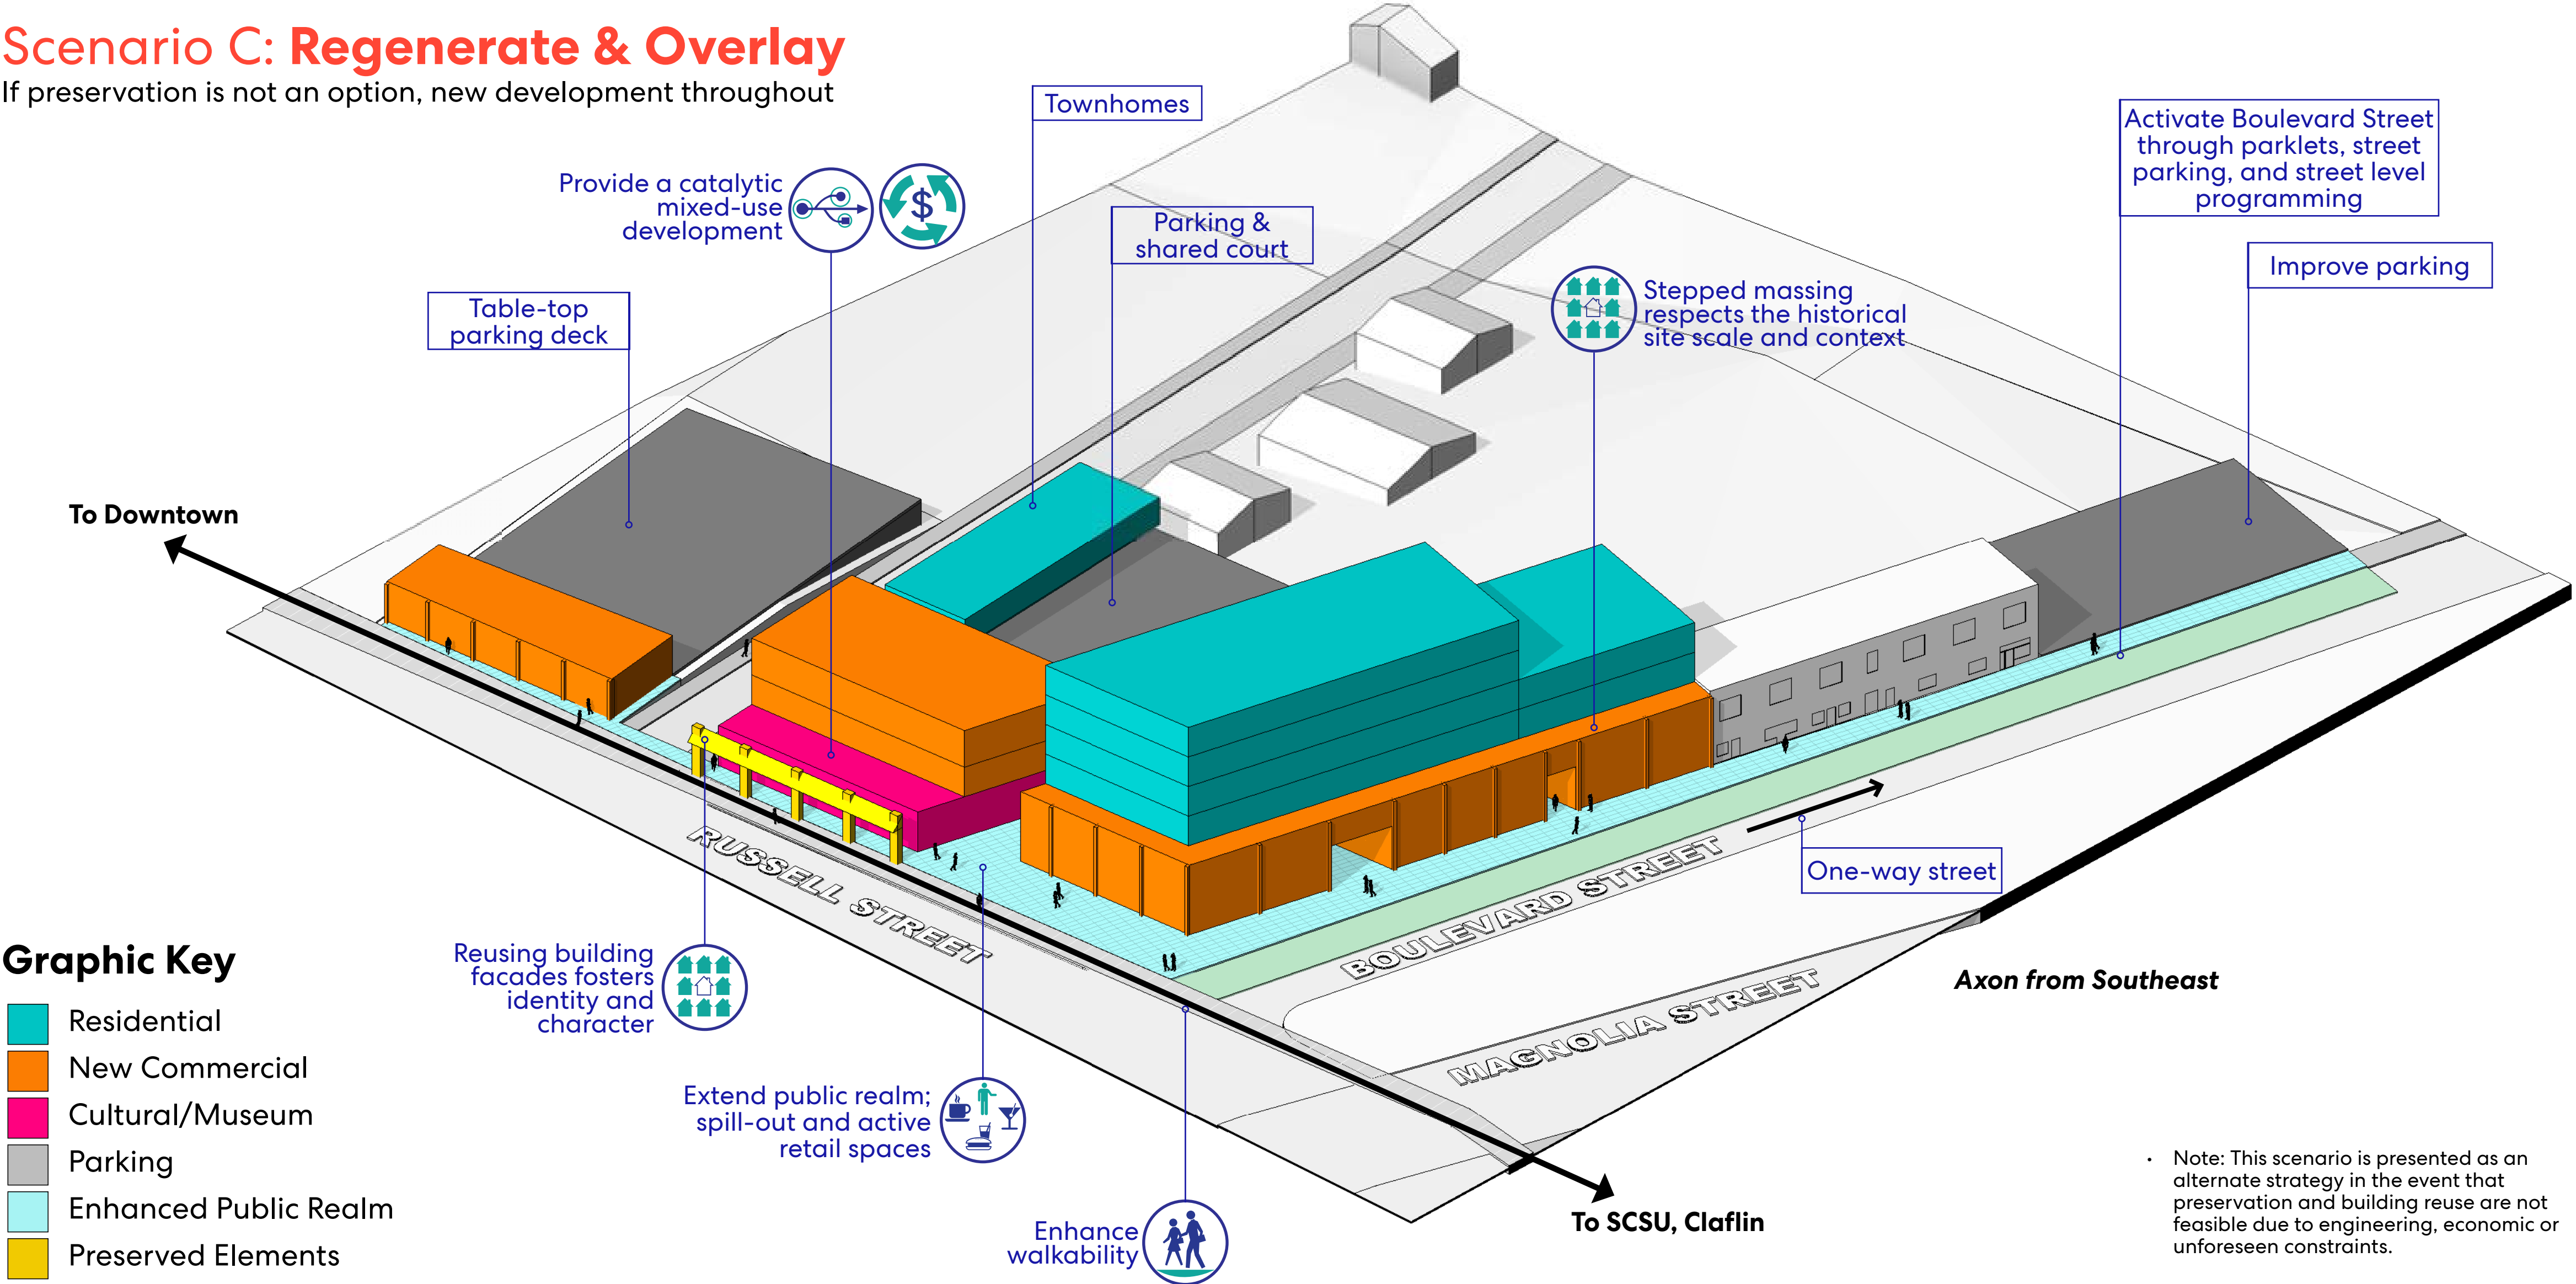 Scenario C: Regenerate & Overlay
If preservation is not an option, new development throughout
Townhomes
Activate Boulevard Street
through parklets, street
parking, and street level
programming
Provide a catalytic
mixed-use
development
$
Parking &
shared court
Improve parking
Table-top
parking deck
Stepped massing
respects the historical
site scale and context
To Downtown
RUSSELL STREET
BOULEVARD STREET
One-way street
MAGNOLIA STREET
Axon from Southeast
Reusing building
facades fosters
identity and
character
Extend public realm;
spill-out and active
retail spaces
Enhance
walkability
To SCSU, Claflin
Graphic Key
Residential
New Commercial
Cultural/Museum
Parking
Enhanced Public Realm
Preserved Elements
• Note: This scenario is presented as an
alternate strategy in the event that
preservation and building reuse are not
feasible due to engineering, economic or
unforeseen constraints.